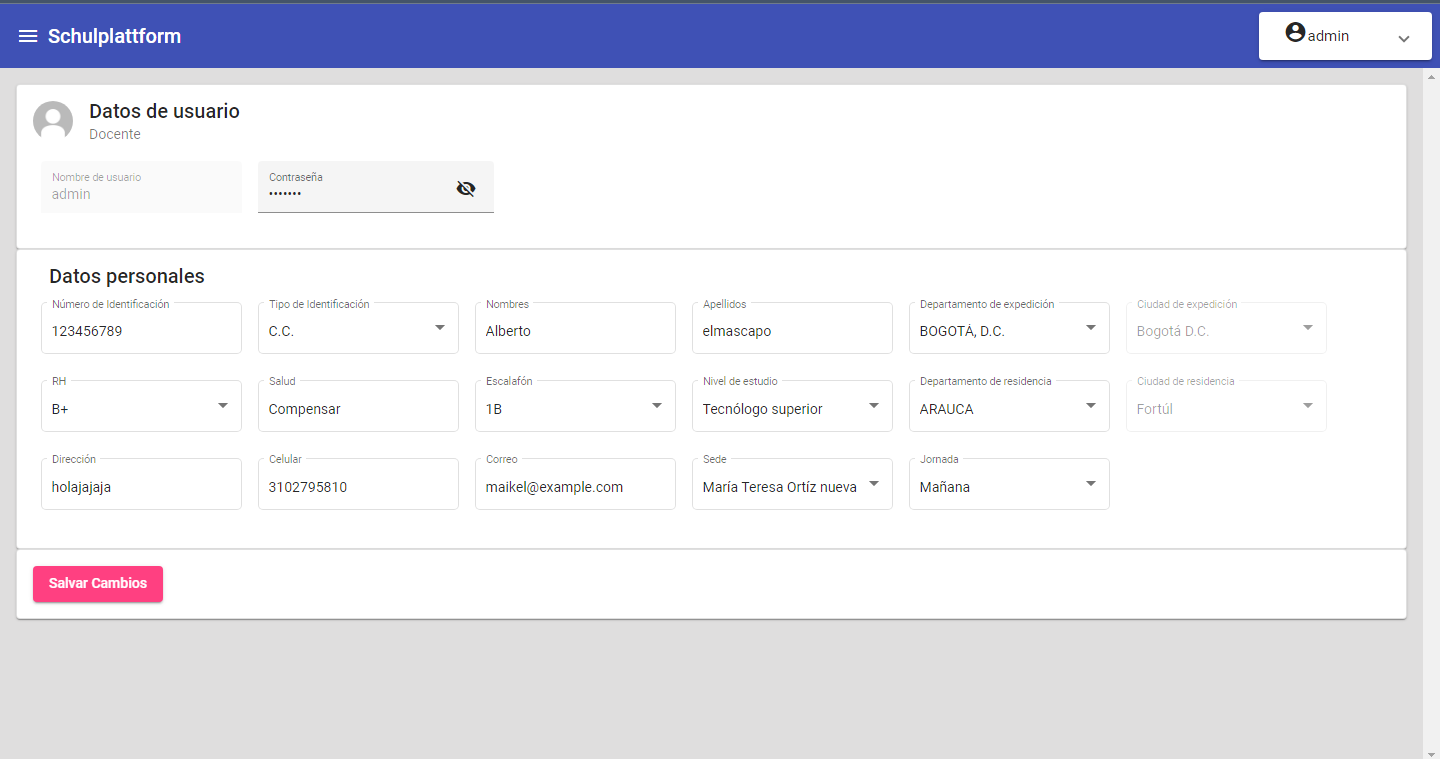 Schulplattform
admin
Datos de usuario
Docente
Nombre de usuario
admin
Contraseña
•••••••
Datos personales
Número de Identificación
123456789
Tipo de Identificación
C.C.
Nombres
Alberto
Apellidos
elmascapo
Departamento de expedición
BOGOTÁ, D.C.
Ciudad de expedición
Bogotá D.C.
RH
B+
Salud
Compensar
Escalafón
1B
Nivel de estudio
Tecnólogo superior
Departamento de residencia
ARAUCA
Ciudad de residencia
Fortúl
Dirección
holajajaja
Celular
3102795810
Correo
maikel@example.com
Sede
María Teresa Ortíz nueva
Jornada
Mañana
Salvar Cambios